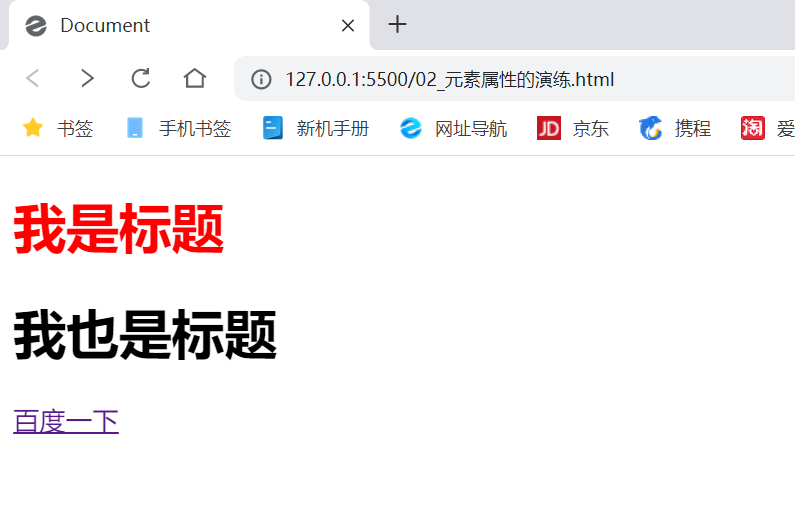 Document
127.0.0.1:5500/02_元素属性的演练.html
书签 手机书签 新机手册 网址导航 JD 京东 携程 淘 爱
我是标题
我也是标题
百度一下